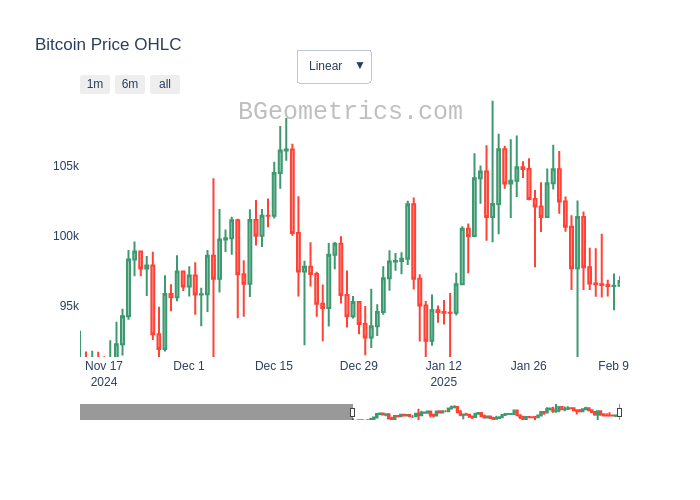 Bitcoin Price OHLC
Linear ▼
1m 6m all
BGeometrics.com
105k
100k
95k
Nov 17 Dec 1 Dec 15 Dec 29 Jan 12 Jan 26 Feb 9
2024 2025